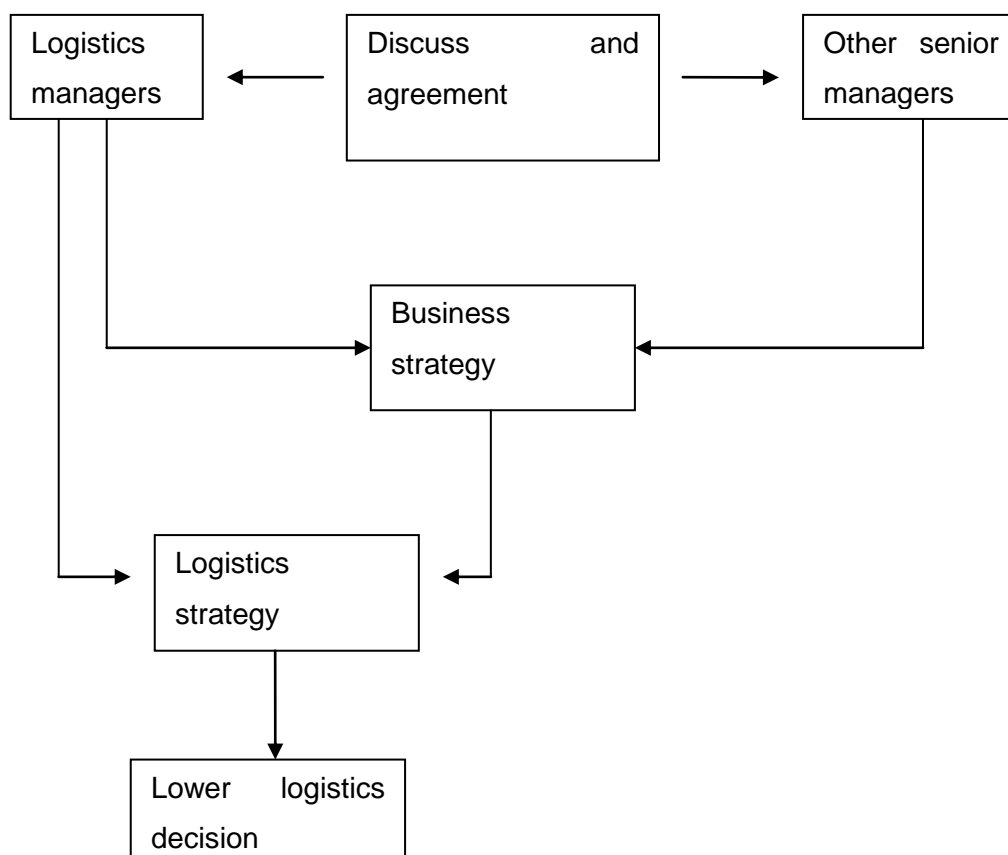 Logistics
managers
Discuss and
agreement
Other senior
managers
Business
strategy
Logistics
strategy
Lower logistics
decision